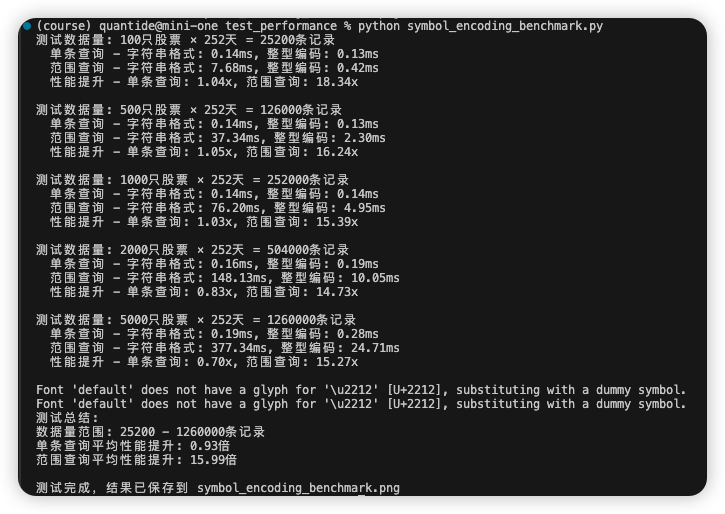 (course) quantide@mini-one test_performance % python symbol_encoding_benchmark.py
测试数据量: 100只股票 × 252天 = 25200条记录
单条查询 - 字符串格式: 0.14ms, 整型编码: 0.13ms
范围查询 - 字符串格式: 7.68ms, 整型编码: 0.42ms
性能提升 - 单条查询: 1.04x, 范围查询: 18.34x
测试数据量: 500只股票 × 252天 = 126000条记录
单条查询 - 字符串格式: 0.14ms, 整型编码: 0.13ms
范围查询 - 字符串格式: 37.34ms, 整型编码: 2.30ms
性能提升 - 单条查询: 1.05x, 范围查询: 16.24x
测试数据量: 1000只股票 × 252天 = 252000条记录
单条查询 - 字符串格式: 0.14ms, 整型编码: 0.14ms
范围查询 - 字符串格式: 76.20ms, 整型编码: 4.95ms
性能提升 - 单条查询: 1.03x, 范围查询: 15.39x
测试数据量: 2000只股票 × 252天 = 504000条记录
单条查询 - 字符串格式: 0.16ms, 整型编码: 0.19ms
范围查询 - 字符串格式: 148.13ms, 整型编码: 10.05ms
性能提升 - 单条查询: 0.83x, 范围查询: 14.73x
测试数据量: 5000只股票 × 252天 = 1260000条记录
单条查询 - 字符串格式: 0.19ms, 整型编码: 0.28ms
范围查询 - 字符串格式: 377.34ms, 整型编码: 24.71ms
性能提升 - 单条查询: 0.70x, 范围查询: 15.27x
Font 'default' does not have a glyph for '\u2212' [U+2212], substituting with a dummy symbol.
Font 'default' does not have a glyph for '\u2212' [U+2212], substituting with a dummy symbol.
测试总结:
数据量范围: 25200 - 1260000条记录
单条查询平均性能提升: 0.93倍
范围查询平均性能提升: 15.99倍
测试完成, 结果已保存到 symbol_encoding_benchmark.png